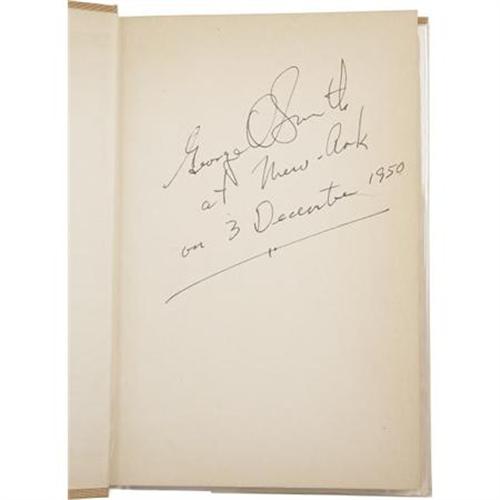 George O Smith
at New-Ark
on 3 December 1950